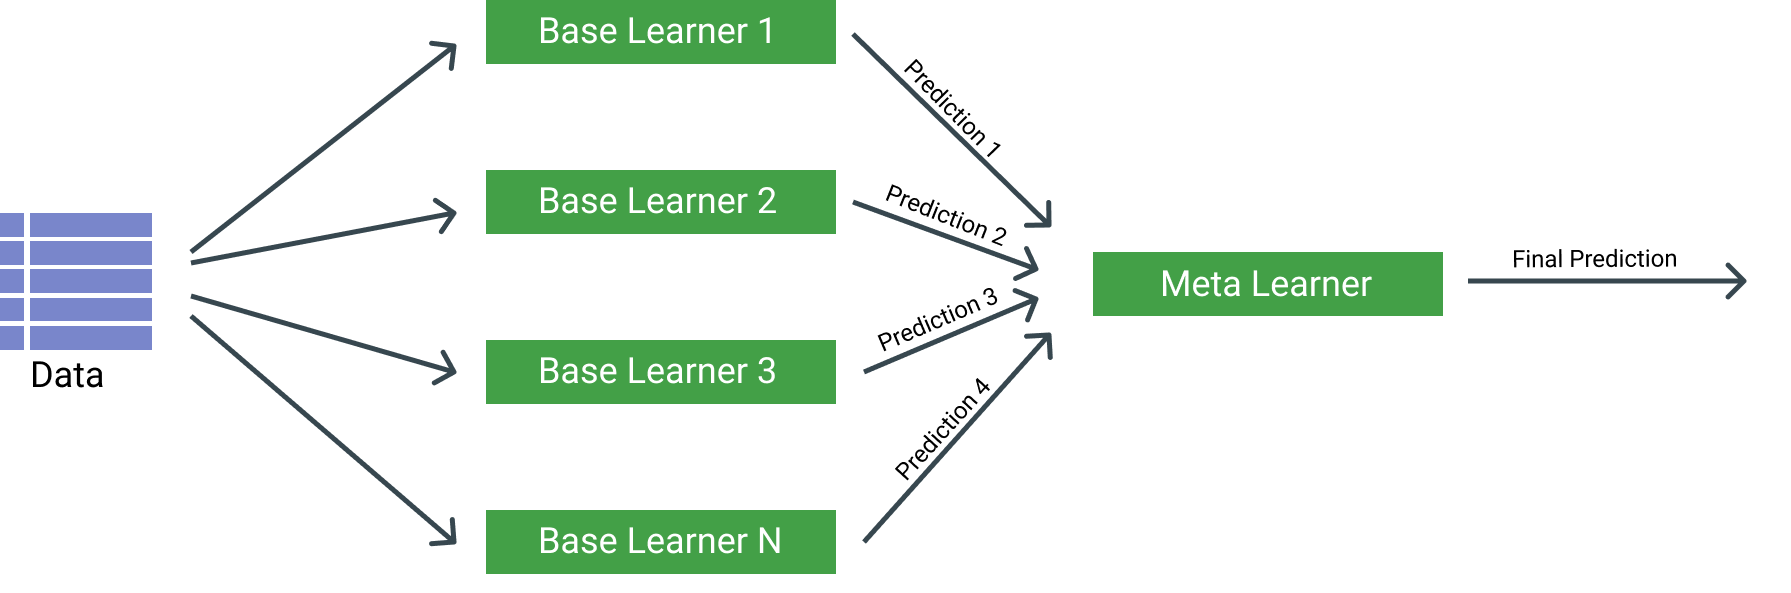 Data
Base Learner 1
Base Learner 2
Base Learner 3
Base Learner N
Prediction 1
Prediction 2
Prediction 3
Prediction 4
Meta Learner
Final Prediction